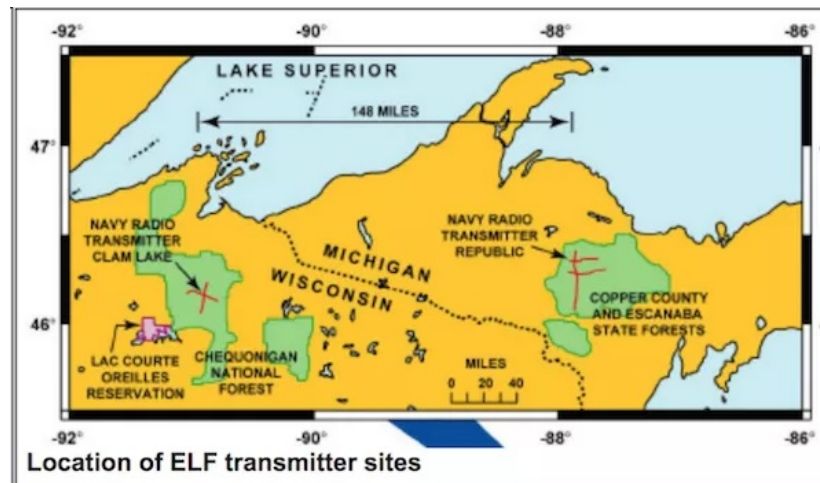 -92°
-90°
-88°
-86°
LAKE SUPERIOR
148 MILES
47°
NAVY RADIO
TRANSMITTER
CLAM LAKE
NAVY RADIO
TRANSMITTER
REPUBLIC
MICHIGAN
WISCONSIN
COPPER COUNTY
AND ESCANABA
STATE FORESTS
46°
LAC COURTE
OREILLES
RESERVATION
CHEQUONIGAN
NATIONAL
FOREST
MILES
0 20 40
-92°
-90°
-88°
-86°
Location of ELF transmitter sites